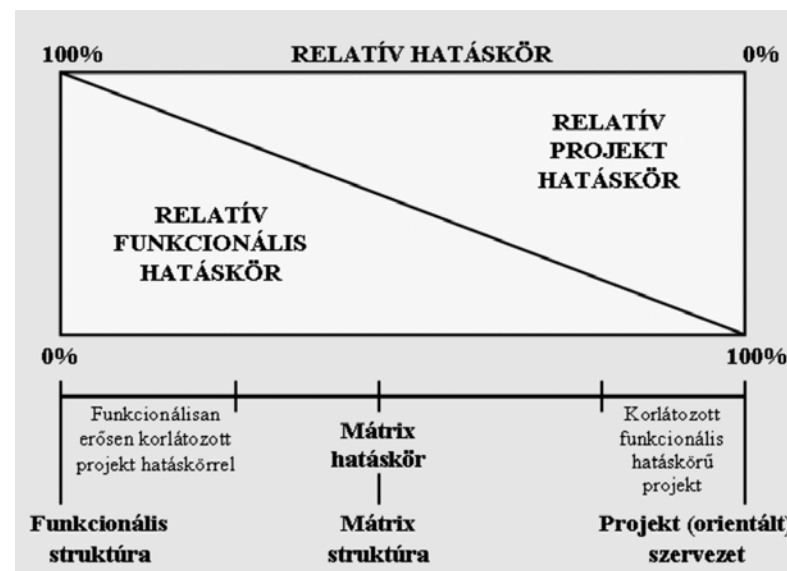 100% RELATÍV HATÁSKÖR 0%
RELATÍV
PROJEKT
HATÁSKÖR
RELATÍV
FUNKCIONÁLIS
HATÁSKÖR
0% 100%
Funkcionálisan
erősen korlátozott
projekt hatáskörrel
Mátrix
hatáskör
Korlátozott
funkcionális
hatáskörű
projekt
Funkcionális
struktúra
Mátrix
struktúra
Projekt (orientált)
szervezet